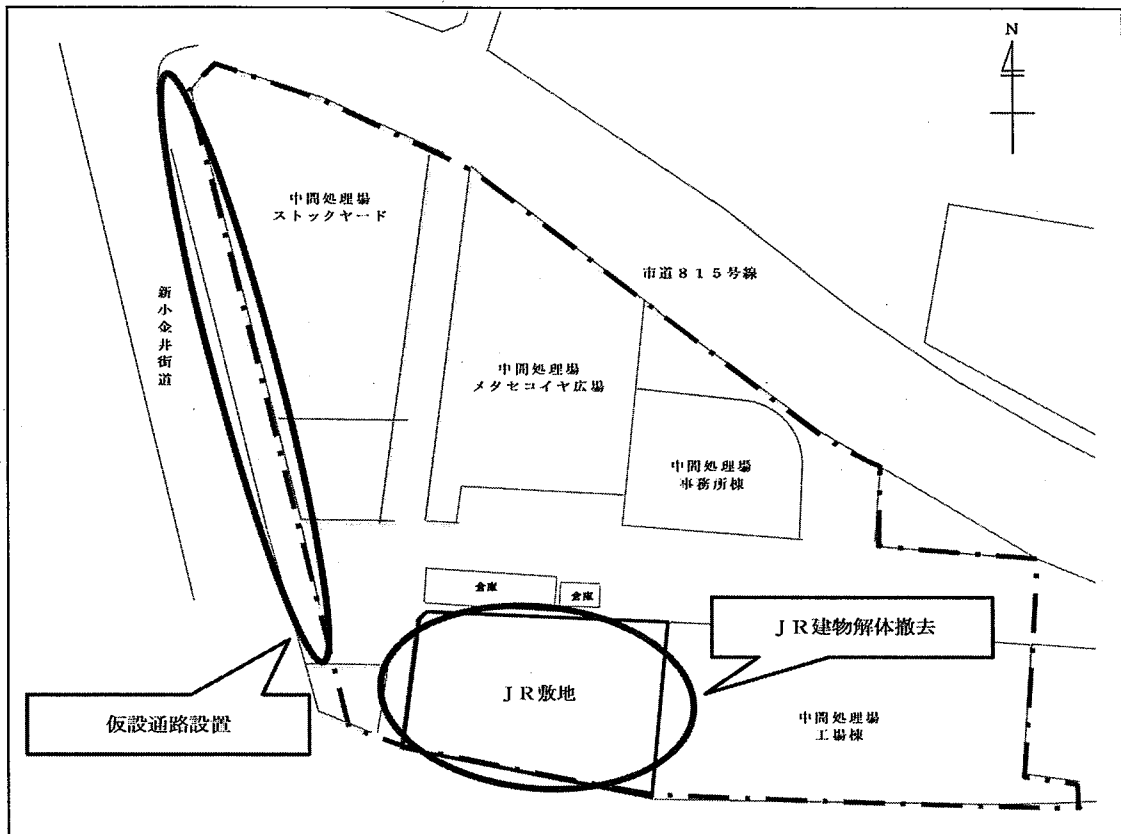 N
中間処理場
ストックヤード
市道815号線
新小金井街道
中間処理場
メタセコイヤ広場
中間処理場
事務所棟
倉庫
倉庫
JR建物解体撤去
JR敷地
仮設通路設置
中間処理場
工場棟